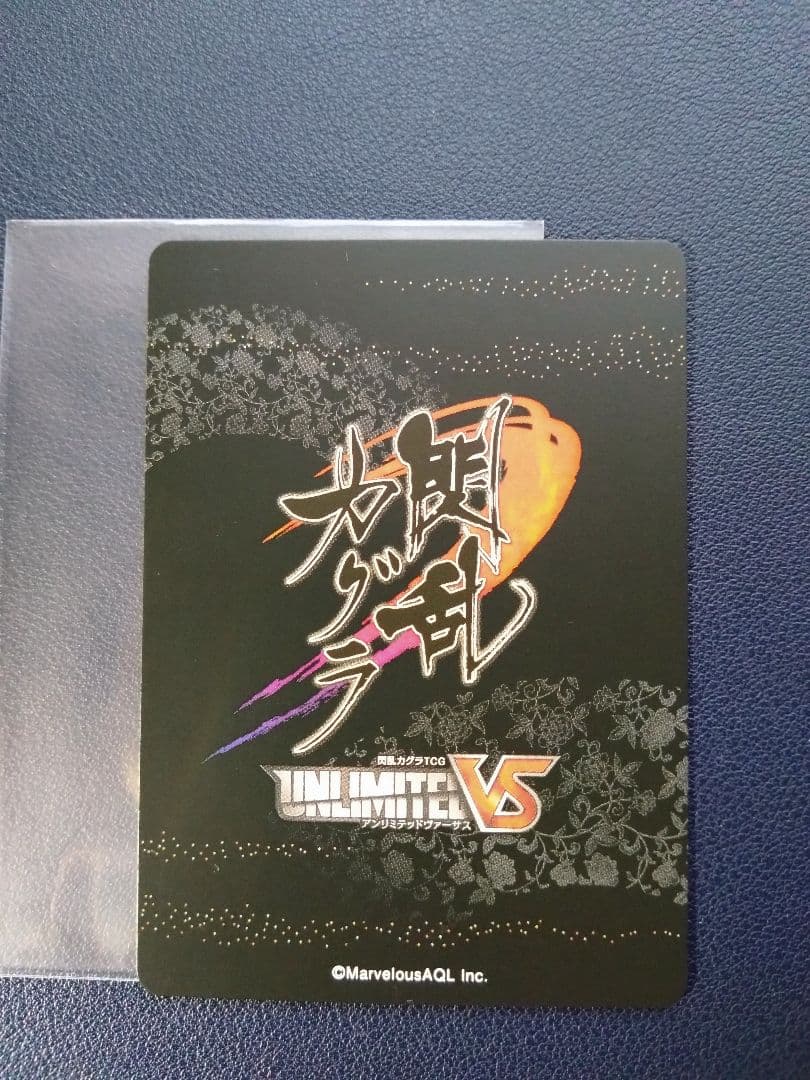 閃乱
カグラ
閃乱カグラTCG
UNLIMITED VS
アンリミテッドヴァーサス
©MarvelousAQL Inc.